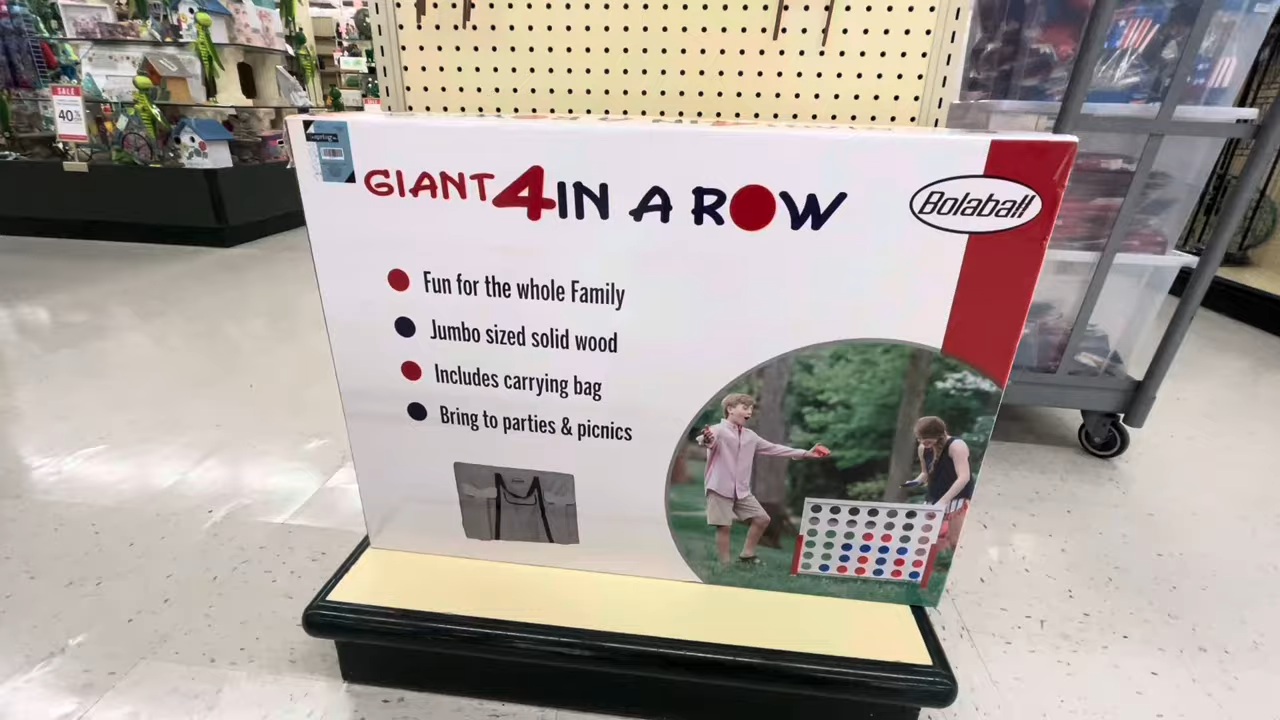 SALE
40%
GIANT 4 IN A ROW
Bolaball
Fun for the whole Family
Jumbo sized solid wood
Includes carrying bag
Bring to parties & picnics